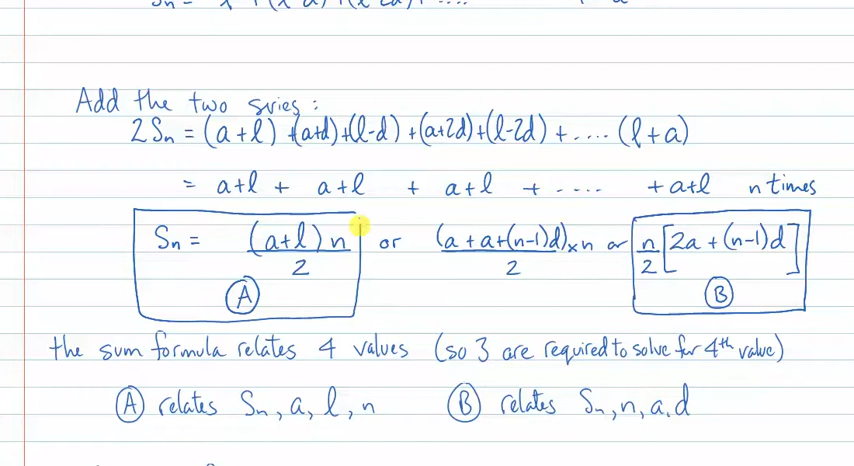 Add the two series:
2Sn = (a+l) + (a+d)+(l-d) + (a+2d)+(l-2d) + .... (l+a)
= a+l + a+l + a+l + .... + a+l n times
Sn = (a+l)n/2 or (a+a+(n-1)d)×n/2 or n/2[2a+(n-1)d]
(A) (B)
the sum formula relates 4 values (so 3 are required to solve for 4th value)
(A) relates Sn, a, l, n (B) relates Sn, n, a, d